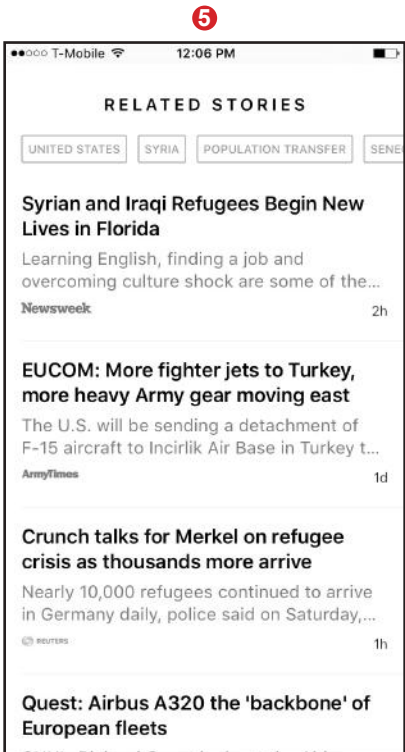 5
T-Mobile 12:06 PM
RELATED STORIES
UNITED STATES SYRIA POPULATION TRANSFER SENE
Syrian and Iraqi Refugees Begin New
Lives in Florida
Learning English, finding a job and
overcoming culture shock are some of the...
Newsweek 2h
EUCOM: More fighter jets to Turkey,
more heavy Army gear moving east
The U.S. will be sending a detachment of
F-15 aircraft to Incirlik Air Base in Turkey t...
ArmyTimes 1d
Crunch talks for Merkel on refugee
crisis as thousands more arrive
Nearly 10,000 refugees continued to arrive
in Germany daily, police said on Saturday,...
REUTERS 1h
Quest: Airbus A320 the 'backbone' of
European fleets